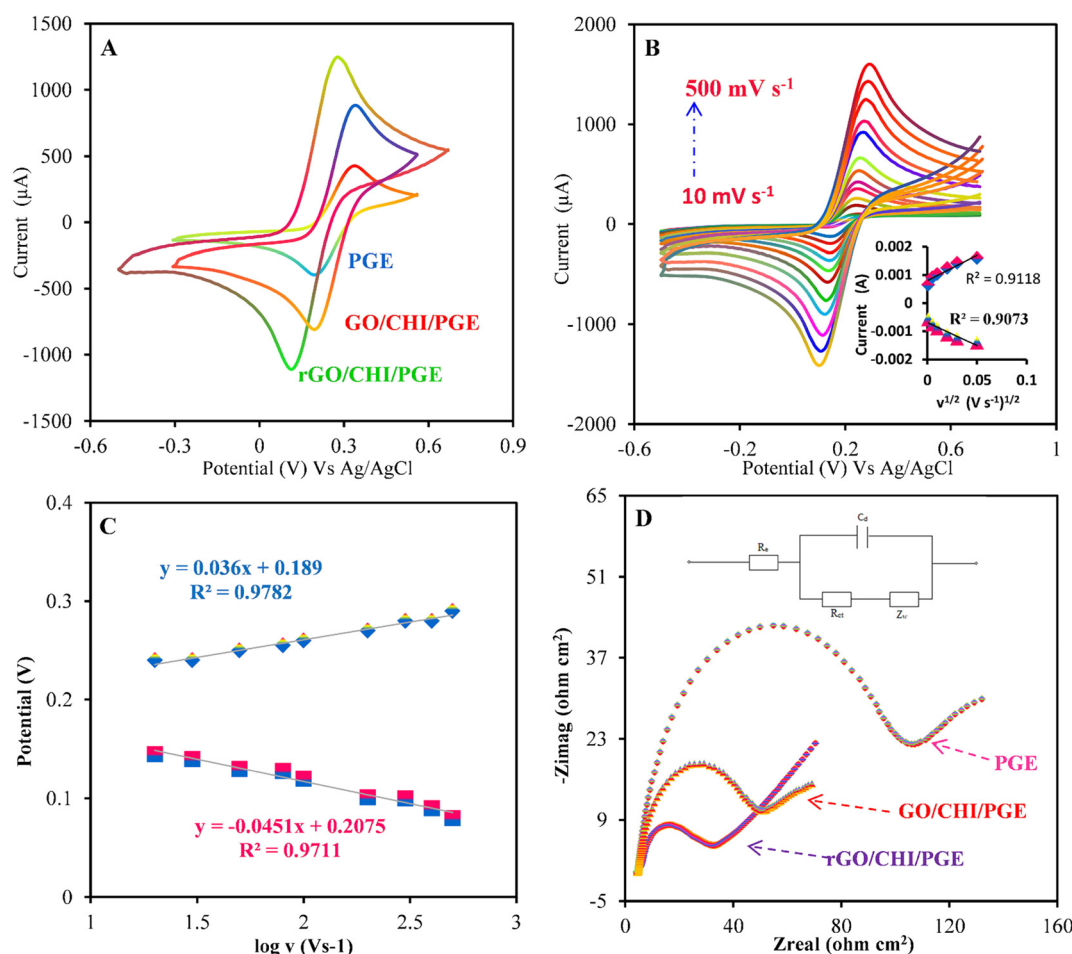 A
1500
1000
500
0
-500
-1000
-1500
Current (µA)
PGE
GO/CHI/PGE
rGO/CHI/PGE
-0.6
-0.3
0
0.3
0.6
0.9
Potential (V) Vs Ag/AgCl
B
2000
1000
0
-1000
2000
Current (µA)
500 mV s-1
10 mV s-1
-0.6
-0.2
0.2
0.6
1
Potential (V) Vs Ag/AgCl
0.002
0.001
0
-0.001
-0.002
Current (A)
R² = 0.9118
R² = 0.9073
0
0.05
0.1
v1/2 (V s-1)1/2
C
0.4
0.3
0.2
0.1
0
Potential (V)
y = 0.036x + 0.189
R² = 0.9782
y = -0.0451x + 0.2075
R² = 0.9711
1
1.5
2
2.5
3
log v (Vs-1)
D
65
51
37
23
9
-5
-Zimag (ohm cm2)
Cd
Rct
PGE
GO/CHI/PGE
rGO/CHI/PGE
0
40
80
120
160
Zreal (ohm cm2)